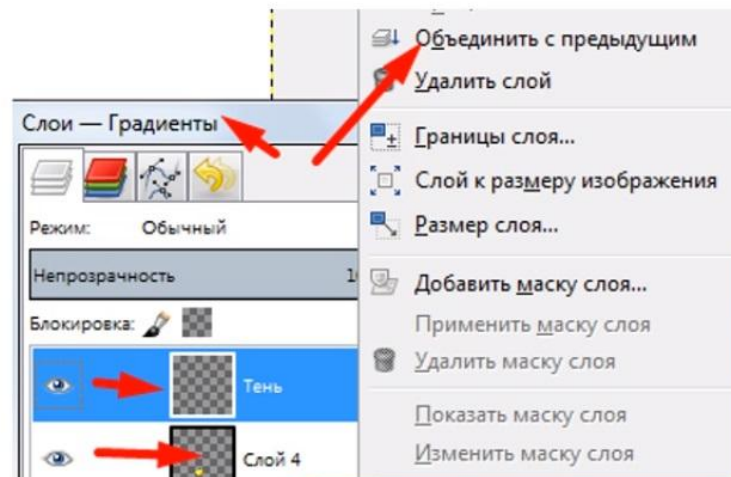 Объединить с предыдущим
Удалить слой
Границы слоя...
Слой к размеру изображения
Размер слоя...
Добавить маску слоя...
Применить маску слоя
Удалить маску слоя
Показать маску слоя
Изменить маску слоя
Слои — Градиенты
Режим: Обычный
Непрозрачность
Блокировка:
Тень
Слой 4